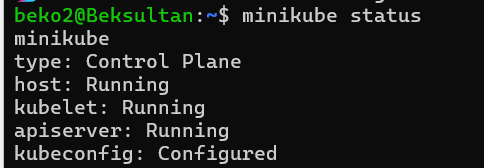 beko2@Beksultan:~$ minikube status
minikube
type: Control Plane
host: Running
kubelet: Running
apiserver: Running
kubeconfig: Configured